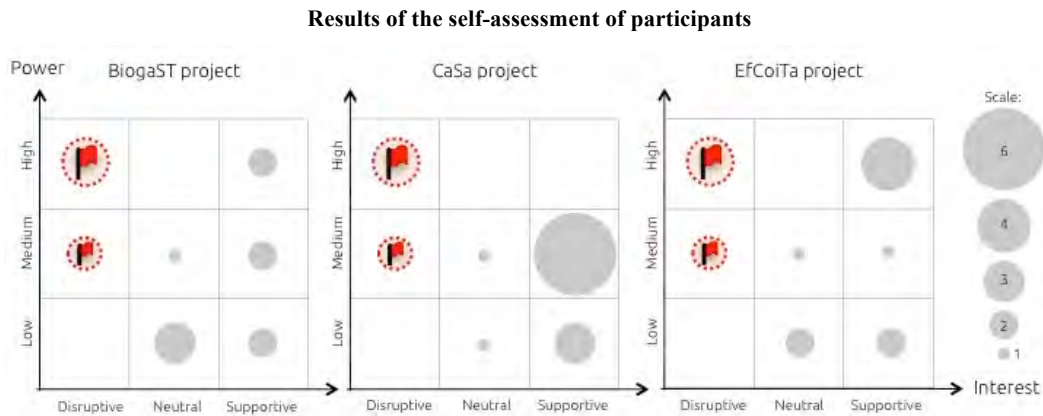 Results of the self-assessment of participants
Power
BiogaST project
CaSa project
EfCoiTa project
Scale:
High
Medium
Low
High
Medium
Low
High
Medium
Low
6
4
3
2
1
Interest
Disruptive Neutral Supportive
Disruptive Neutral Supportive
Disruptive Neutral Supportive